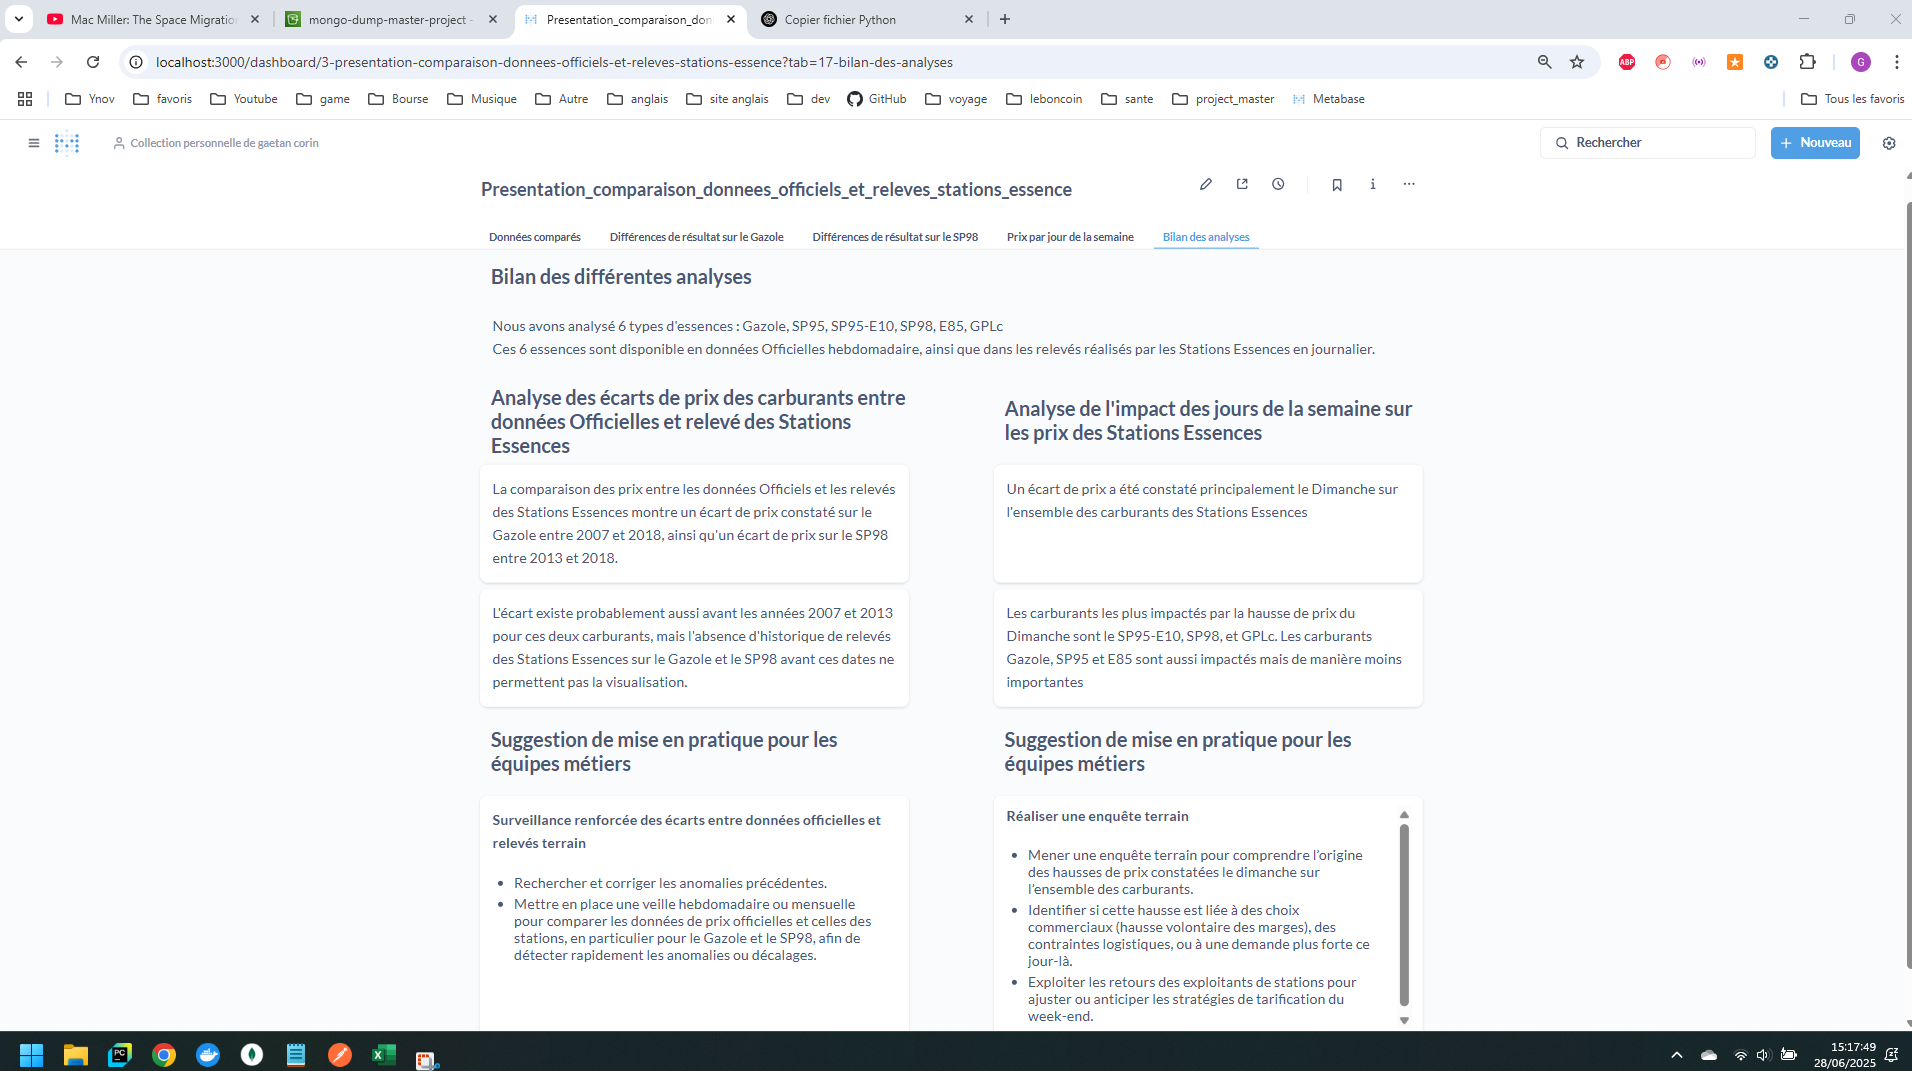 Mac Miller: The Space Migration
mongo-dump-master-project -
Presentation_comparaison_don
Copier fichier Python
localhost:3000/dashboard/3-presentation-comparaison-donnees-officiels-et-releves-stations-essence?tab=17-bilan-des-analyses
ABP
G
Ynov
favoris
Youtube
game
Bourse
Musique
Autre
anglais
site anglais
dev
GitHub
voyage
leboncoin
sante
project_master
Metabase
Tous les favoris
Collection personnelle de gaetan corin
Rechercher
+ Nouveau
Presentation_comparaison_donnees_officiels_et_releves_stations_essence
Données comparés
Différences de résultat sur le Gazole
Différences de résultat sur le SP98
Prix par jour de la semaine
Bilan des analyses
Bilan des différentes analyses
Nous avons analysé 6 types d'essences : Gazole, SP95, SP95-E10, SP98, E85, GPLc
Ces 6 essences sont disponible en données Officielles hebdomadaire, ainsi que dans les relevés réalisés par les Stations Essences en journalier.
Analyse des écarts de prix des carburants entre
données Officielles et relevé des Stations
Essences
La comparaison des prix entre les données Officiels et les relevés
des Stations Essences montre un écart de prix constaté sur le
Gazole entre 2007 et 2018, ainsi qu'un écart de prix sur le SP98
entre 2013 et 2018.
L'écart existe probablement aussi avant les années 2007 et 2013
pour ces deux carburants, mais l'absence d'historique de relevés
des Stations Essences sur le Gazole et le SP98 avant ces dates ne
permettent pas la visualisation.
Suggestion de mise en pratique pour les
équipes métiers
Surveillance renforcée des écarts entre données officielles et
relevés terrain
• Rechercher et corriger les anomalies précédentes.
• Mettre en place une veille hebdomadaire ou mensuelle
pour comparer les données de prix officielles et celles des
stations, en particulier pour le Gazole et le SP98, afin de
détecter rapidement les anomalies ou décalages.
Analyse de l'impact des jours de la semaine sur
les prix des Stations Essences
Un écart de prix a été constaté principalement le Dimanche sur
l'ensemble des carburants des Stations Essences
Les carburants les plus impactés par la hausse de prix du
Dimanche sont le SP95-E10, SP98, et GPLc. Les carburants
Gazole, SP95 et E85 sont aussi impactés mais de manière moins
importantes
Suggestion de mise en pratique pour les
équipes métiers
Réaliser une enquête terrain
• Mener une enquête terrain pour comprendre l'origine
des hausses de prix constatées le dimanche sur
l'ensemble des carburants.
• Identifier si cette hausse est liée à des choix
commerciaux (hausse volontaire des marges), des
contraintes logistiques, ou à une demande plus forte ce
jour-là.
• Exploiter les retours des exploitants de stations pour
ajuster ou anticiper les stratégies de tarification du
week-end.
PC
15:17:49
28/06/2025